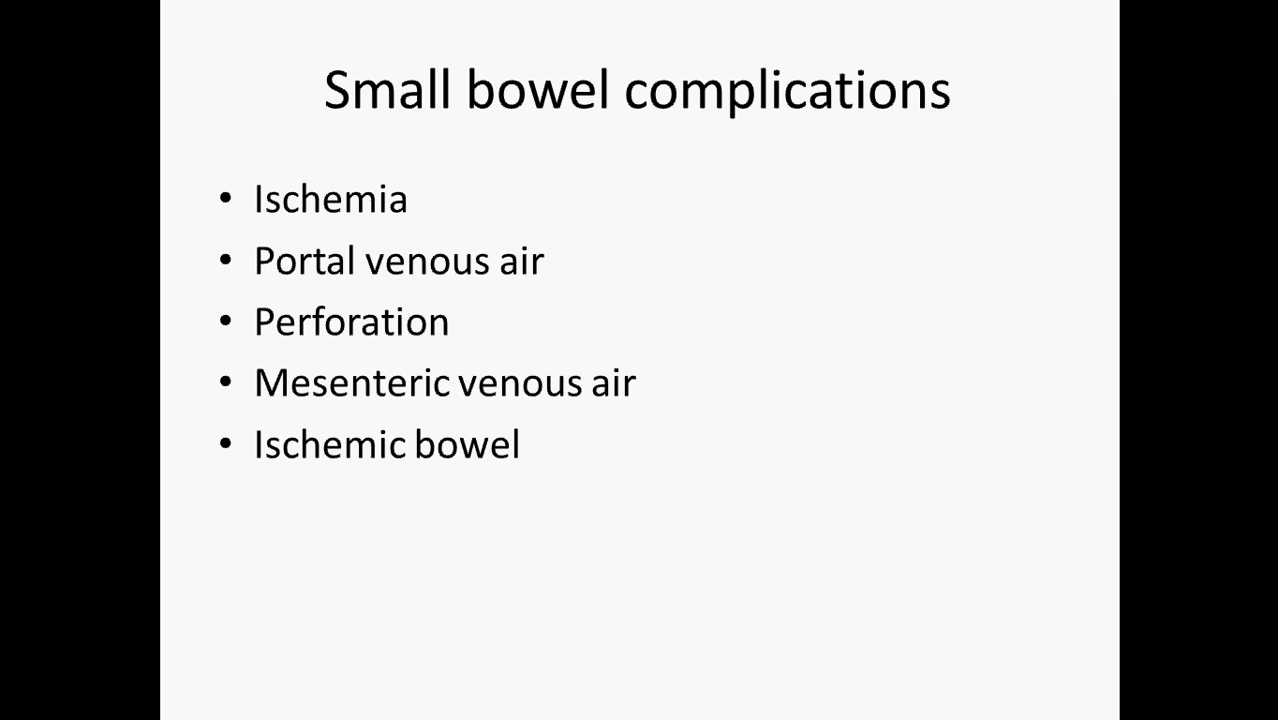 Small bowel complications
• Ischemia
• Portal venous air
• Perforation
• Mesenteric venous air
• Ischemic bowel